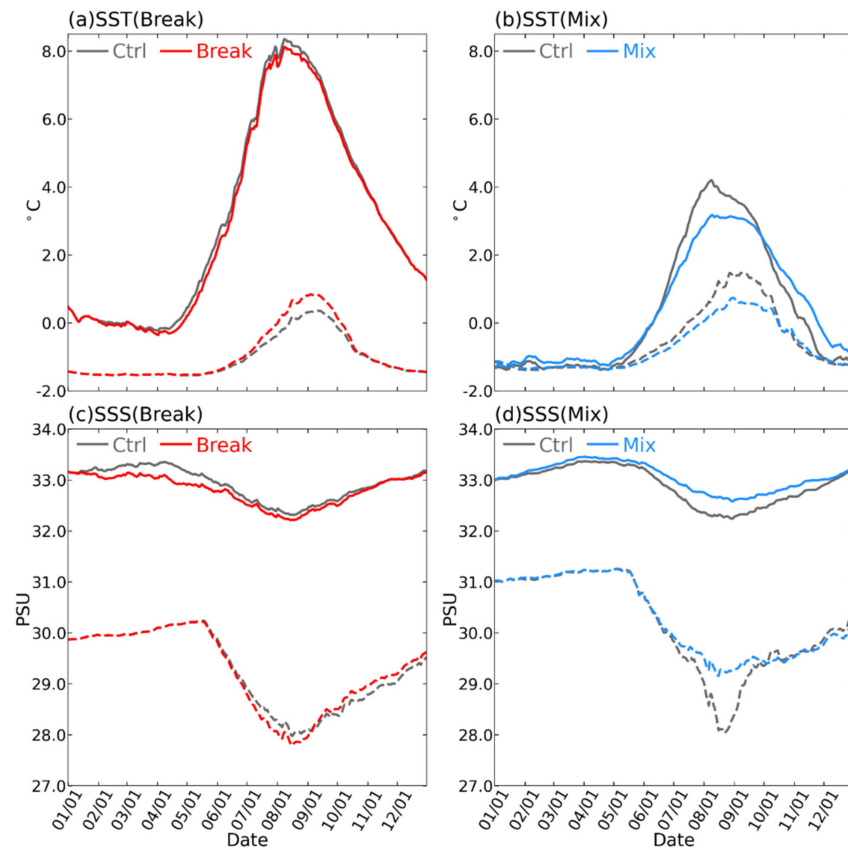 (a)SST(Break)
Ctrl Break
8.0
6.0
4.0
2.0
0.0
-2.0
°C
(b)SST(Mix)
Ctrl Mix
8.0
6.0
4.0
2.0
0.0
-2.0
°C
(c)SSS(Break)
Ctrl Break
34.0
33.0
32.0
31.0
30.0
29.0
28.0
27.0
PSU
01/01 02/01 03/01 04/01 05/01 06/01 07/01 08/01 09/01 10/01 11/01 12/01
Date
(d)SSS(Mix)
Ctrl Mix
34.0
33.0
32.0
31.0
30.0
29.0
28.0
27.0
PSU
01/01 02/01 03/01 04/01 05/01 06/01 07/01 08/01 09/01 10/01 11/01 12/01
Date